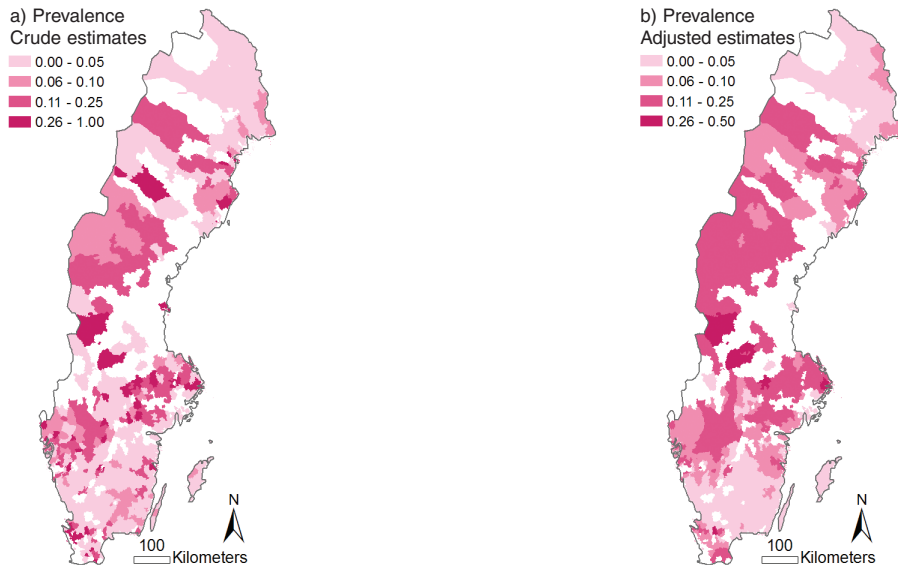 a) Prevalence
Crude estimates
0.00 - 0.05
0.06 - 0.10
0.11 - 0.25
0.26 - 1.00
N
100
Kilometers
b) Prevalence
Adjusted estimates
0.00 - 0.05
0.06 - 0.10
0.11 - 0.25
0.26 - 0.50
N
100
Kilometers